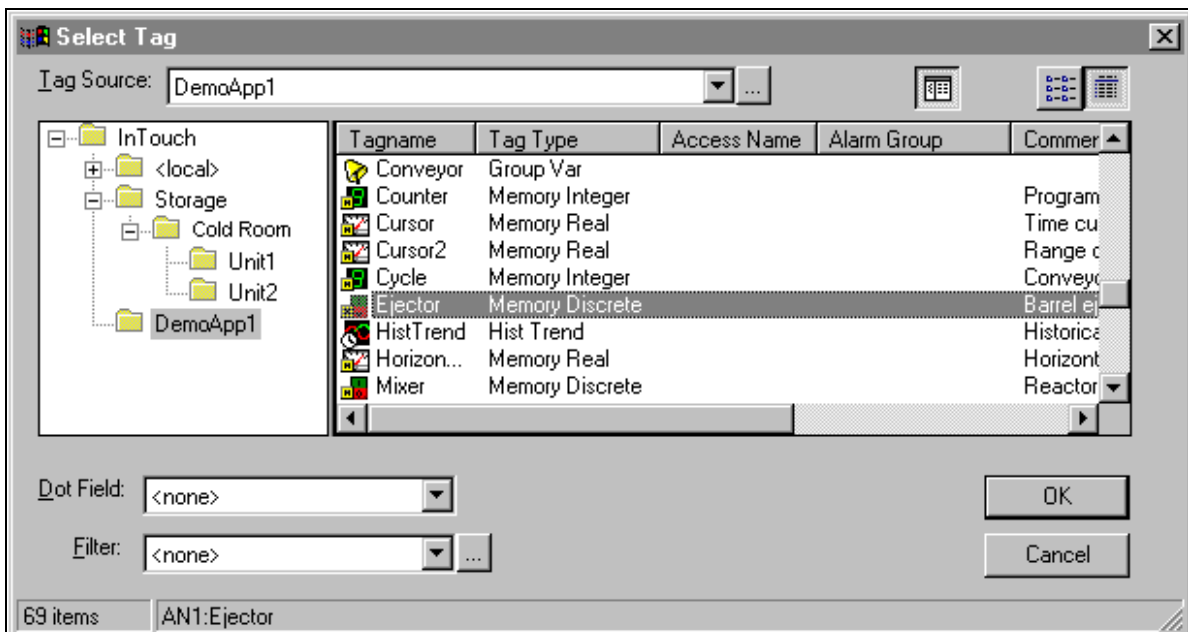 Select Tag
Tag Source: DemoApp1 ...
InTouch
<local>
Storage
Cold Room
Unit1
Unit2
DemoApp1
Tagname Tag Type Access Name Alarm Group Commer
Conveyor Group Var
Counter Memory Integer Program
Cursor Memory Real Time cu
Cursor2 Memory Real Range c
Cycle Memory Integer Conveyo
Ejector Memory Discrete Barrel ej
HistTrend Hist Trend Historica
Horizon... Memory Real Horizont
Mixer Memory Discrete Reactor
Dot Field: <none>
OK
Filter: <none> ...
Cancel
69 items AN1:Ejector